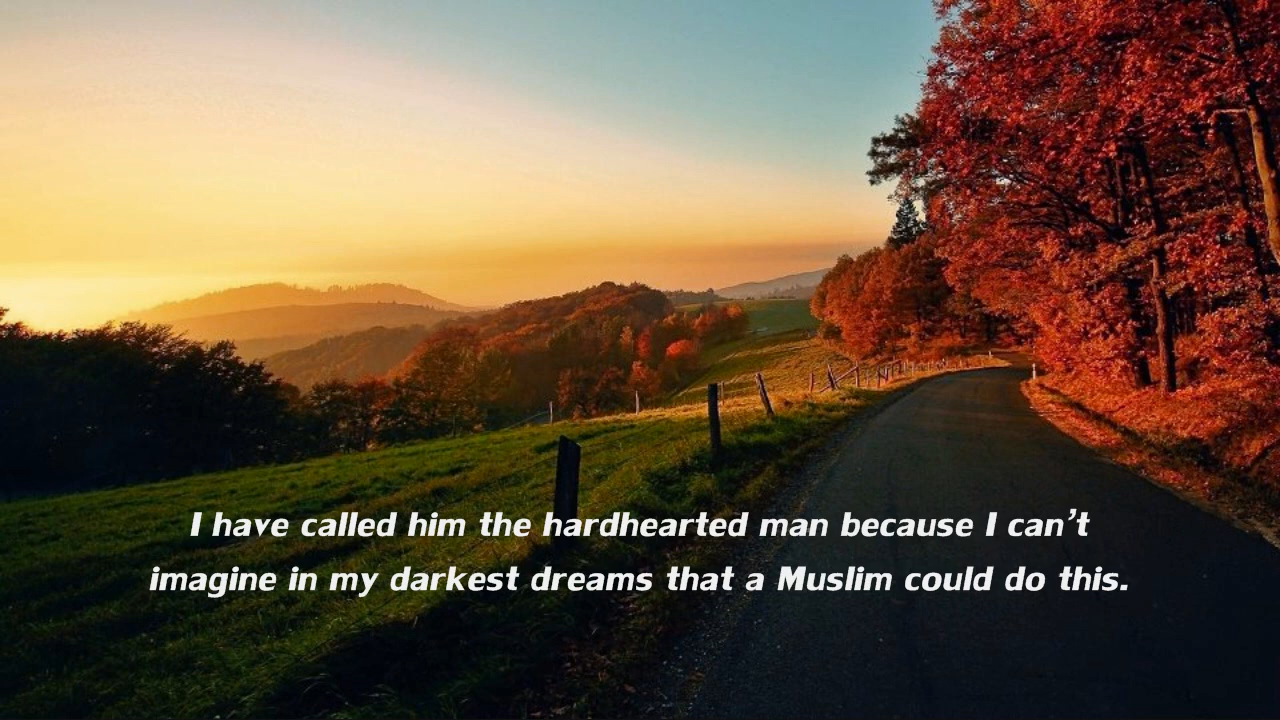 I have called him the hardhearted man because I can’t
imagine in my darkest dreams that a Muslim could do this.